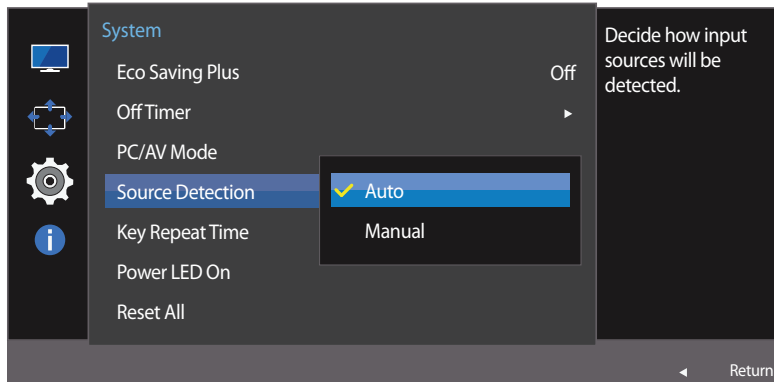 System
Eco Saving Plus Off
Off Timer ▸
PC/AV Mode
Source Detection
Auto
Manual
Key Repeat Time
Power LED On
Reset All
Decide how input
sources will be
detected.
◂ Return